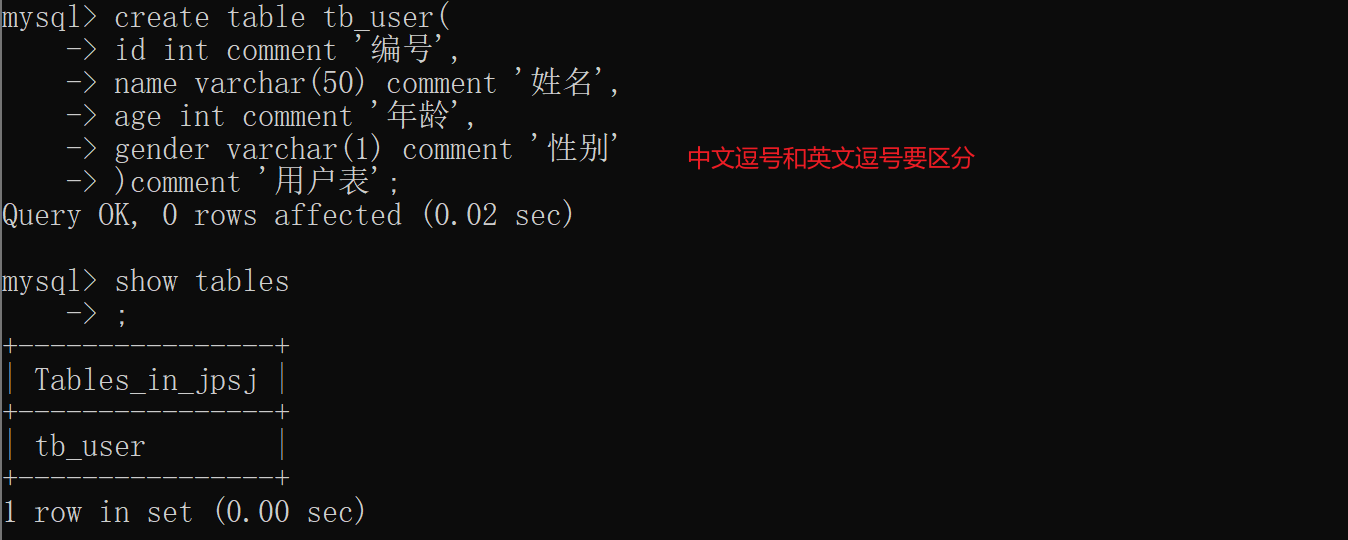 mysql> create table tb_user(
    -> id int comment '编号',
    -> name varchar(50) comment '姓名',
    -> age int comment '年龄',
    -> gender varchar(1) comment '性别'
中文逗号和英文逗号要区分
    -> )comment '用户表';
Query OK, 0 rows affected (0.02 sec)

mysql> show tables
    -> ;
+----------------+
| Tables_in_jpsj |
+----------------+
| tb_user        |
+----------------+
1 row in set (0.00 sec)